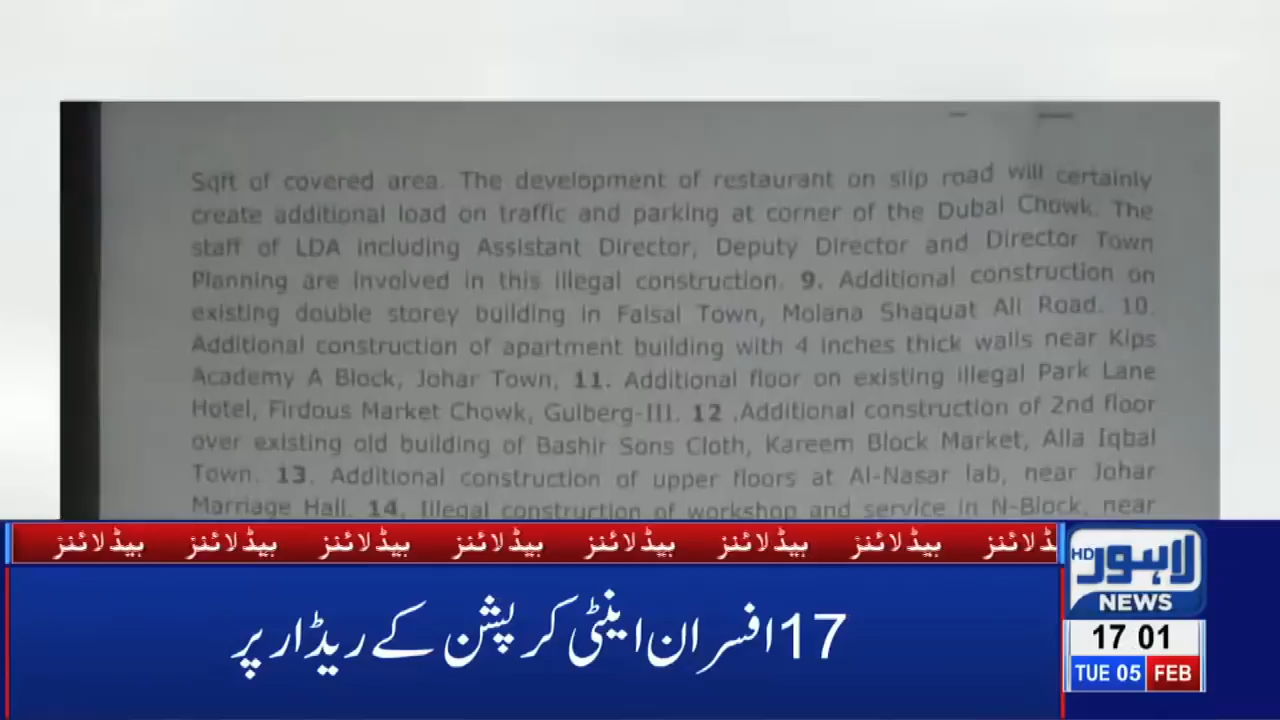 Sqft of covered area. The development of restaurant on slip road will certainly
create additional load on traffic and parking at corner of the Dubai Chowk. The
staff of LDA including Assistant Director, Deputy Director and Director Town
Planning are involved in this illegal construction. 9. Additional construction on
existing double storey building in Faisal Town, Molana Shaquat Ali Road. 10.
Additional construction of apartment building with 4 inches thick walls near Kips
Academy A Block, Johar Town, 11. Additional floor on existing illegal Park Lane
Hotel, Firdous Market Chowk, Gulberg-III. 12 .Additional construction of 2nd floor
over existing old building of Bashir Sons Cloth, Kareem Block Market, Alla Iqbal
Town. 13. Additional construction of upper floors at Al-Nasar lab, near Johar
Marriage Hall. 14. Illegal construction of workshop and service in N-Block, near
ہیڈلائنز ہیڈلائنز ہیڈلائنز ہیڈلائنز ہیڈلائنز ہیڈلائنز ہیڈلائنز ہیڈلائنز
17 افسران اینٹی کرپشن کے ریڈار پر
HD لاہور
NEWS
17 01
TUE 05 FEB